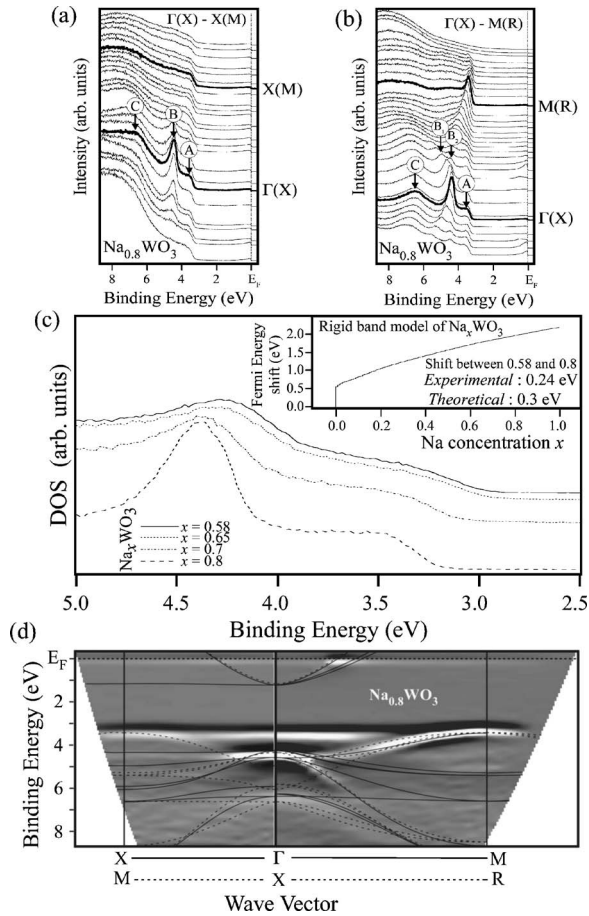 (a)
Γ(X) - X(M)
Intensity (arb. units)
X(M)
C
B
A
Γ(X)
Na0.8WO3
8 6 4 2 EF
Binding Energy (eV)
(b)
Γ(X) - M(R)
Intensity (arb. units)
M(R)
B
B
C
A
Γ(X)
Na0.8WO3
8 6 4 2 EF
Binding Energy (eV)
(c)
DOS (arb. units)
Rigid band model of NaxWO3
Fermi Energy
shift (eV)
2.0
1.5
1.0
0.5
0.0
Shift between 0.58 and 0.8
Experimental : 0.24 eV
Theoretical : 0.3 eV
0.0 0.2 0.4 0.6 0.8 1.0
Na concentration x
NaxWO3
x = 0.58
x = 0.65
x = 0.7
x = 0.8
5.0 4.5 4.0 3.5 3.0 2.5
Binding Energy (eV)
(d)
Binding Energy (eV)
EF
2
4
6
8
Na0.8WO3
X Γ M
M X R
Wave Vector